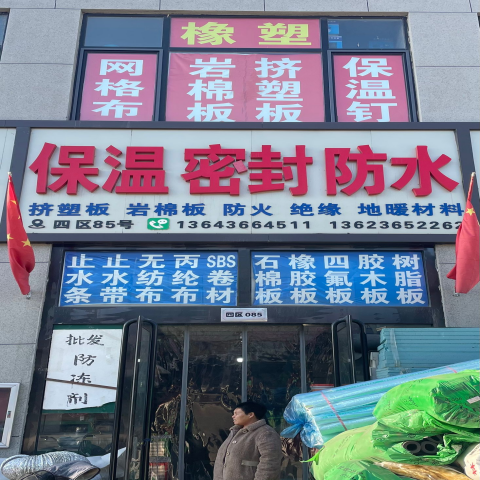 橡塑
网格布
岩棉板
挤塑板
保温钉
保温 密封 防水
挤塑板 岩棉板 防火 绝缘 地暖材料
四区85号 13643664511 13623652262
止水条
止水带
无纺布
丙纶布
SBS卷材
石棉板
橡胶板
四氟板
胶木板
树脂板
四区 085
批发
防冻剂